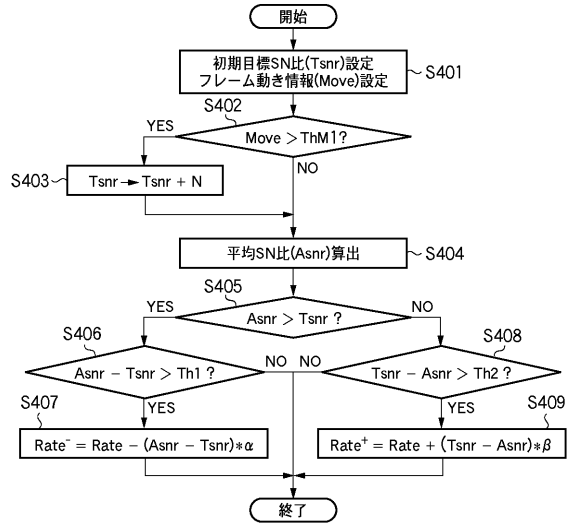 開始
初期目標SN比(Tsnr)設定
フレーム動き情報(Move)設定
S401
S402
Move > ThM1?
YES
NO
S403
Tsnr → Tsnr + N
平均SN比(Asnr)算出
S404
S405
Asnr > Tsnr ?
YES
NO
S406
Asnr − Tsnr > Th1 ?
NO
YES
S408
Tsnr − Asnr > Th2 ?
NO
YES
S407
Rate⁻ = Rate − (Asnr − Tsnr)*α
S409
Rate⁺ = Rate + (Tsnr − Asnr)*β
終了